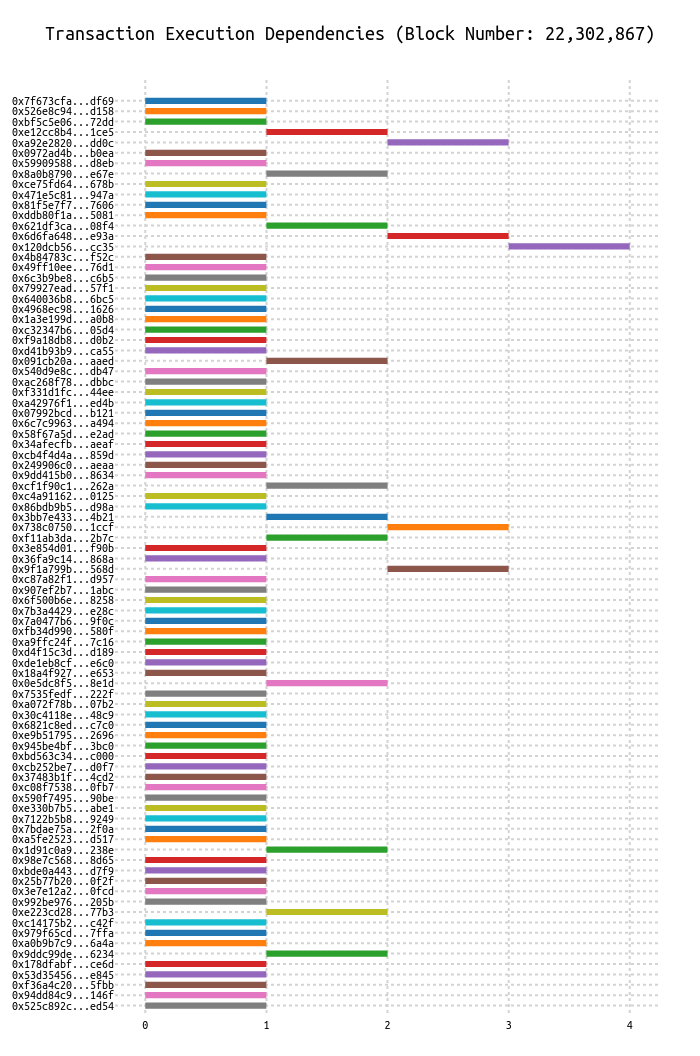 Transaction Execution Dependencies (Block Number: 22,302,867)
0x7f673cfa...df69
0x526e8c94...d158
0xbf5c5e06...72dd
0xe12cc8b4...1ce5
0xa92e2820...dd0c
0x0972ad4b...b0ea
0x59909588...d8eb
0x8a0b8790...e67e
0xce75fd64...678b
0x471e5c81...947a
0x81f5e7f7...7606
0xddb80f1a...5081
0x621df3ca...08f4
0x6d6fa648...e93a
0x120dcb56...cc35
0x4b84783c...f52c
0x49ff10ee...76d1
0x6c3b9be8...c6b5
0x79927ead...57f1
0x640036b8...6bc5
0x4968ec98...1626
0x1a3e199d...a0b8
0xc32347b6...05d4
0xf9a18db8...d0b2
0xd41b93b9...ca55
0x091cb20a...aaed
0x540d9e8c...db47
0xac268f78...dbbc
0xf331d1fc...44ee
0xa42976f1...ed4b
0x07992bcd...b121
0x6c7c9963...a494
0x58f67a5d...e2ad
0x34afecfb...aeaf
0xcb4f4d4a...859d
0x249906c0...aeaa
0x9dd415b0...8634
0xcf1f90c1...262a
0xc4a91162...0125
0x86bdb9b5...d98a
0x3bb7e433...4b21
0x738c0750...1ccf
0xf11ab3da...2b7c
0x3e854d01...f90b
0x36fa9c14...868a
0x9f1a799b...568d
0xc87a82f1...d957
0x907ef2b7...1abc
0x6f500b6e...8258
0x7b3a4429...e28c
0x7a0477b6...9f0c
0xfb34d990...580f
0xa9ffc24f...7c16
0xd4f15c3d...d189
0xde1eb8cf...e6c0
0x18a4f927...e653
0x0e5dc8f5...8e1d
0x7535fedf...222f
0xa072f78b...07b2
0x30c4118e...48c9
0x6821c8ed...c7c0
0xe9b51795...2696
0x945be4bf...3bc0
0xbd563c34...c000
0xcb252be7...d0f7
0x37483b1f...4cd2
0xc08f7538...0fb7
0x590f7495...90be
0xe330b7b5...abe1
0x7122b5b8...9249
0x7bdae75a...2f0a
0xa5fe2523...d517
0x1d91c0a9...238e
0x98e7c568...8d65
0xbde0a443...d7f9
0x25b77b20...0f2f
0x3e7e12a2...0fcd
0x992be976...205b
0xe223cd28...77b3
0xc14175b2...c42f
0x979f65cd...7ffa
0xa0b9b7c9...6a4a
0x9ddc99de...6234
0x178dfabf...ce6d
0x53d35456...e845
0xf36a4c20...5fbb
0x94dd84c9...146f
0x525c892c...ed54
0 1 2 3 4